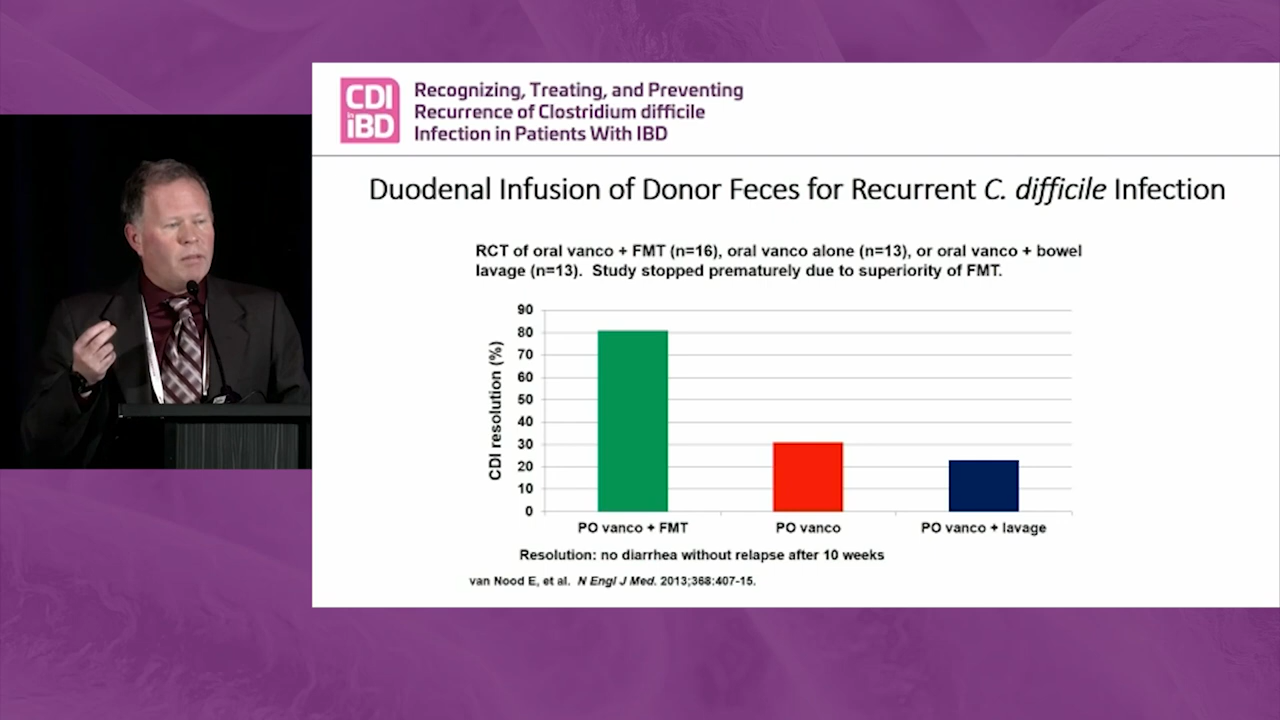 CDI
in
IBD
Recognizing, Treating, and Preventing
Recurrence of Clostridium difficile
Infection in Patients With IBD
Duodenal Infusion of Donor Feces for Recurrent C. difficile Infection
RCT of oral vanco + FMT (n=16), oral vanco alone (n=13), or oral vanco + bowel
lavage (n=13). Study stopped prematurely due to superiority of FMT.
CDI resolution (%)
90
80
70
60
50
40
30
20
10
0
PO vanco + FMT
PO vanco
PO vanco + lavage
Resolution: no diarrhea without relapse after 10 weeks
van Nood E, et al. N Engl J Med. 2013;368:407-15.